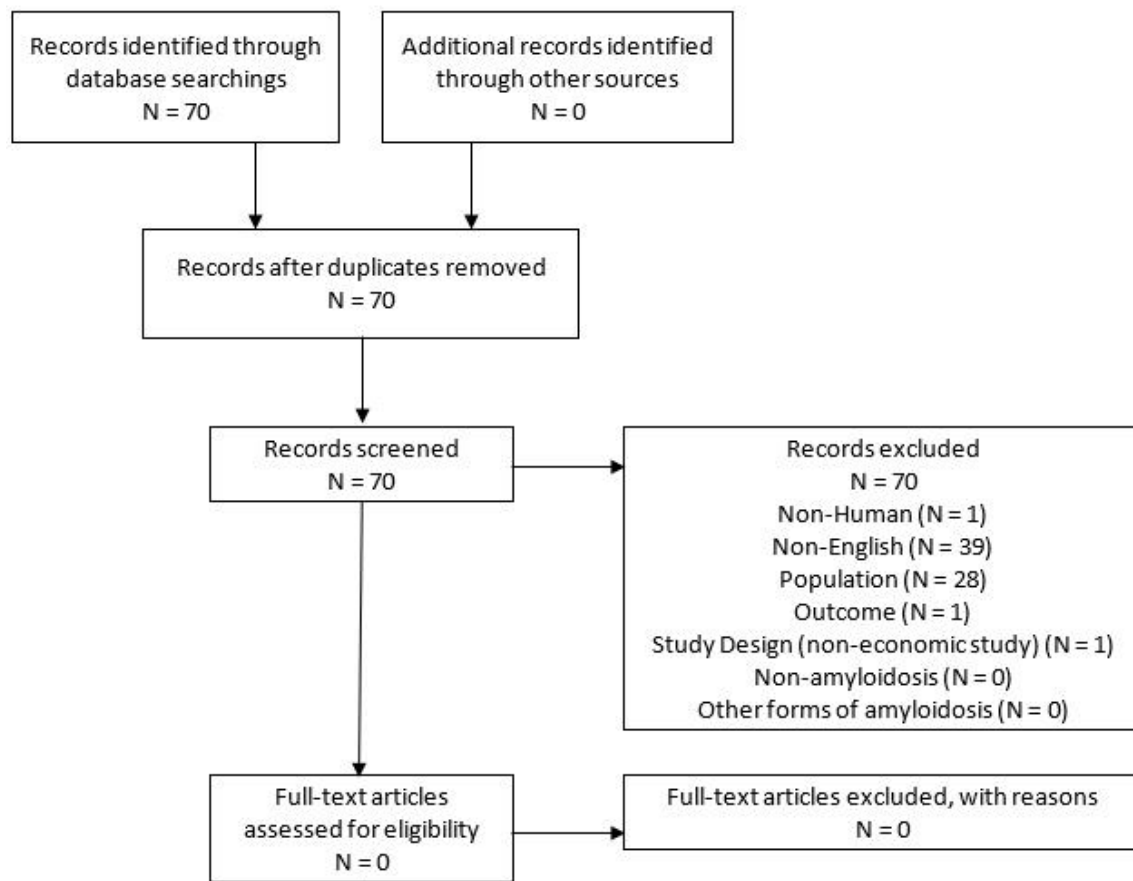 Records identified through
database searchings
N = 70
Additional records identified
through other sources
N = 0
Records after duplicates removed
N = 70
Records screened
N = 70
Records excluded
N = 70
Non-Human (N = 1)
Non-English (N = 39)
Population (N = 28)
Outcome (N = 1)
Study Design (non-economic study) (N = 1)
Non-amyloidosis (N = 0)
Other forms of amyloidosis (N = 0)
Full-text articles
assessed for eligibility
N = 0
Full-text articles excluded, with reasons
N = 0